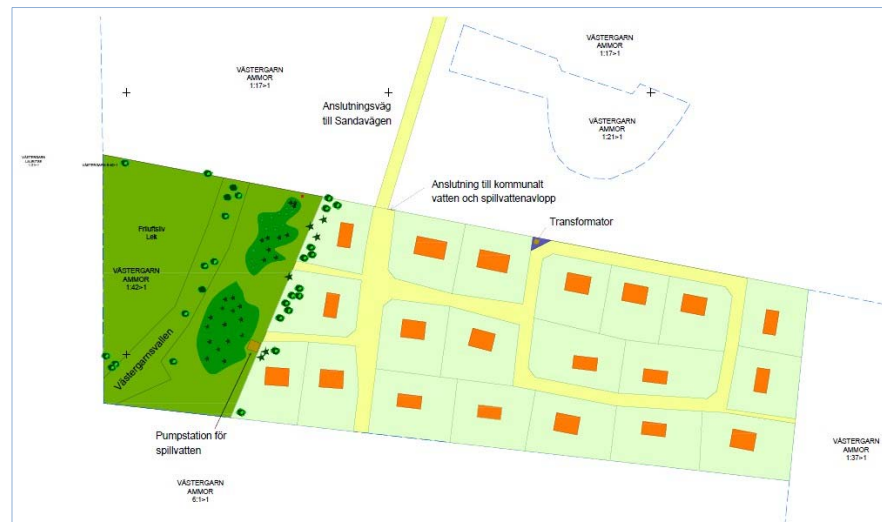 VÄSTERGARN
AMMOR
1:17>1
VÄSTERGARN
AMMOR
1:17>1
Anslutningsväg
till Sandavägen
VÄSTERGARN
AMMOR
1:21>1
VÄSTERGARN
Anslutning till kommunalt
vatten och spillvattenavlopp
Transformator
Friluftsliv
Lek
VÄSTERGARN
AMMOR
1:42>1
Västergarnsvallen
Pumpstation för
spillvatten
VÄSTERGARN
AMMOR
1:37>1
VÄSTERGARN
AMMOR
6:1>1